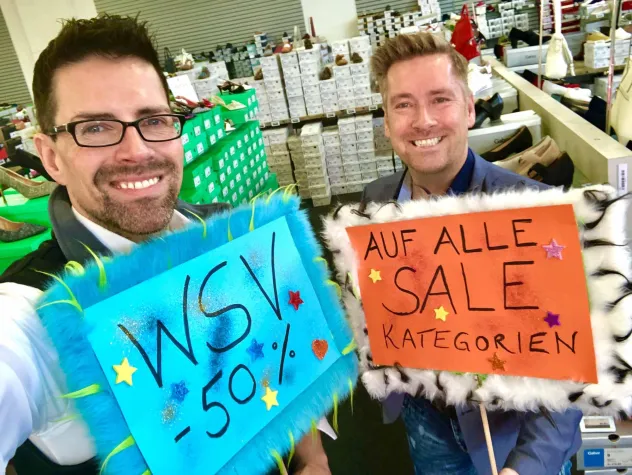 WSV
-50%
AUF ALLE
SALE
KATEGORIEN